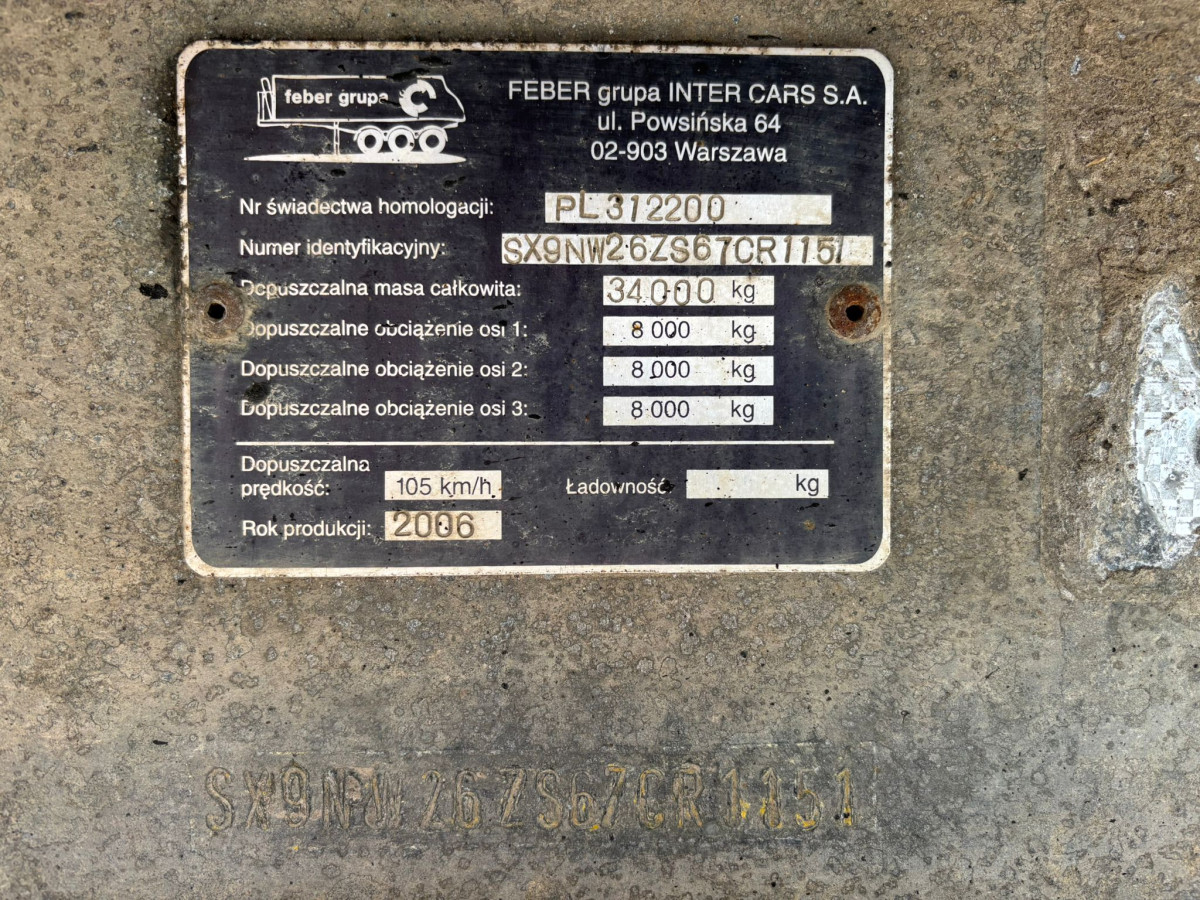 feber grupa
FEBER grupa INTER CARS S.A.
ul. Powsińska 64
02-903 Warszawa
Nr świadectwa homologacji: PL312200
Numer identyfikacyjny: SX9NW26ZS67CR1151
Dopuszczalna masa całkowita: 34000 kg
Dopuszczalne obciążenie osi 1: 8 000 kg
Dopuszczalne obciążenie osi 2: 8 000 kg
Dopuszczalne obciążenie osi 3: 8 000 kg
Dopuszczalna
prędkość: 105 km/h Ładowność: kg
Rok produkcji: 2006
SX9NW26ZS67CR1151